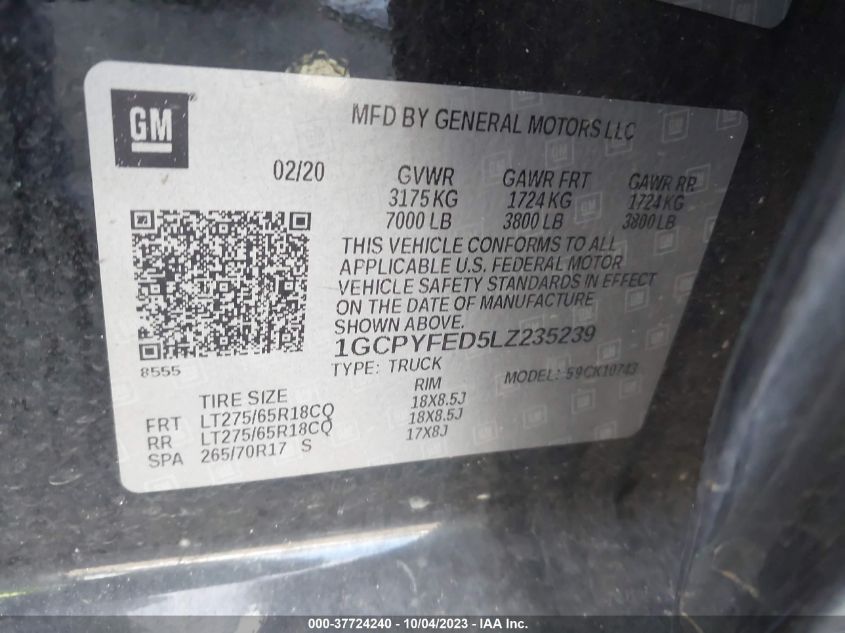 GM
MFD BY GENERAL MOTORS LLC
02/20
GVWR GAWR FRT GAWR RR
3175 KG 1724 KG 1724 KG
7000 LB 3800 LB 3800 LB
THIS VEHICLE CONFORMS TO ALL
APPLICABLE U.S. FEDERAL MOTOR
VEHICLE SAFETY STANDARDS IN EFFECT
ON THE DATE OF MANUFACTURE
SHOWN ABOVE.
1GCPYFED5LZ235239
8555
TYPE: TRUCK MODEL: 59CK10743
TIRE SIZE RIM
FRT LT275/65R18CQ 18X8.5J
RR LT275/65R18CQ 18X8.5J
SPA 265/70R17 S 17X8J
000-37724240 - 10/04/2023 - IAA Inc.